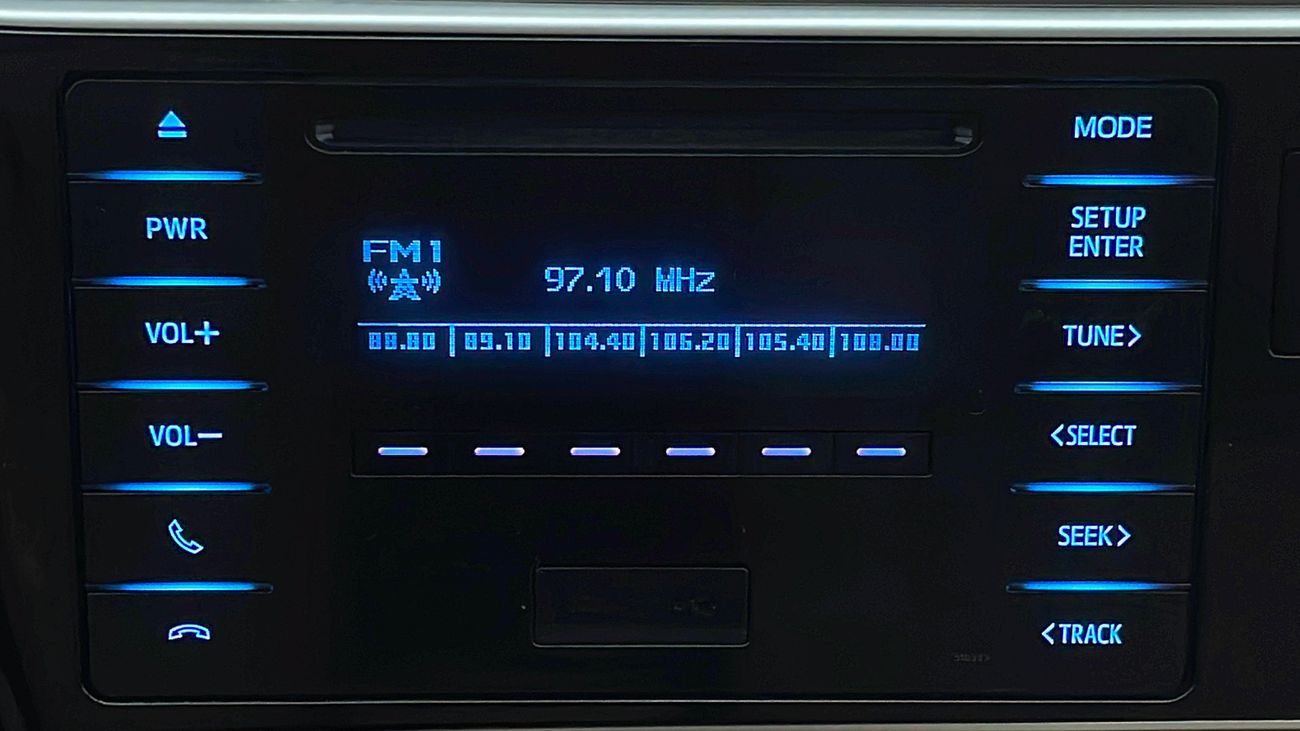 MODE
PWR
SETUP
ENTER
FM1
97.10 MHz
VOL+
TUNE>
88.80 89.10 104.40 106.20 105.40 108.00
VOL−
<SELECT
SEEK>
<TRACK